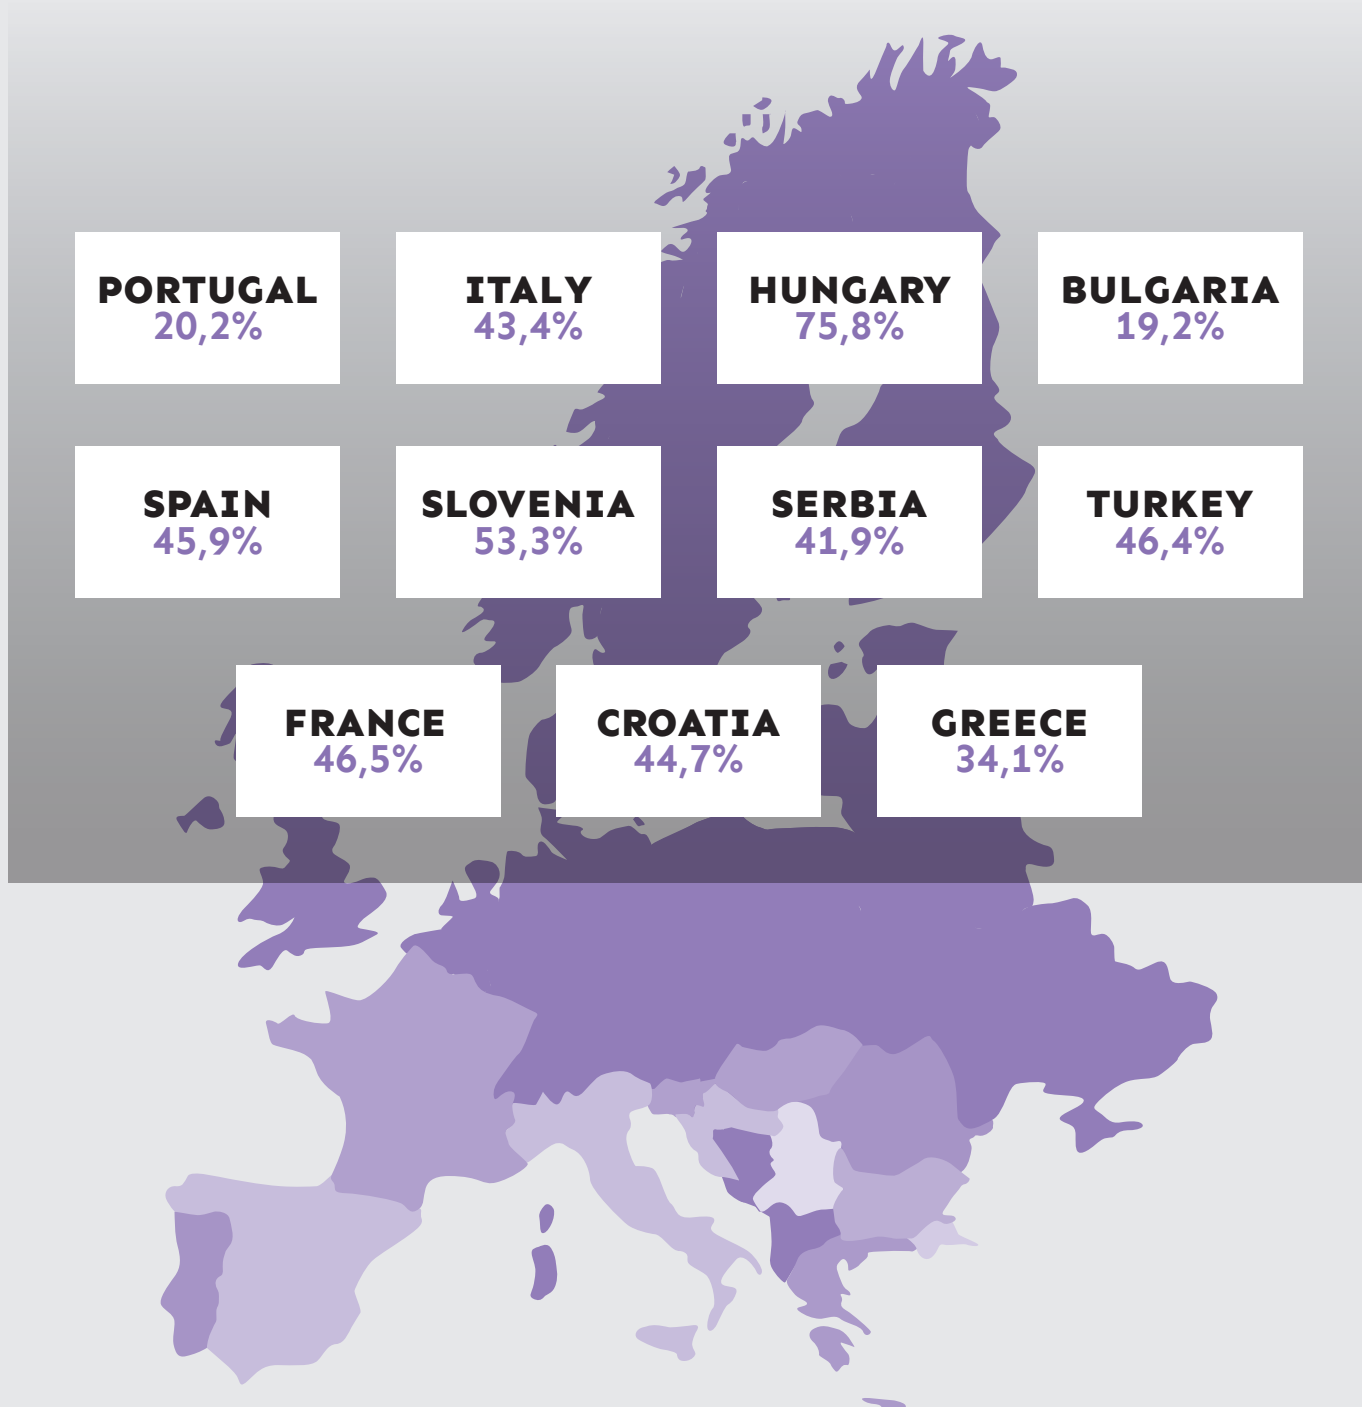 PORTUGAL
20,2%
ITALY
43,4%
HUNGARY
75,8%
BULGARIA
19,2%
SPAIN
45,9%
SLOVENIA
53,3%
SERBIA
41,9%
TURKEY
46,4%
FRANCE
46,5%
CROATIA
44,7%
GREECE
34,1%